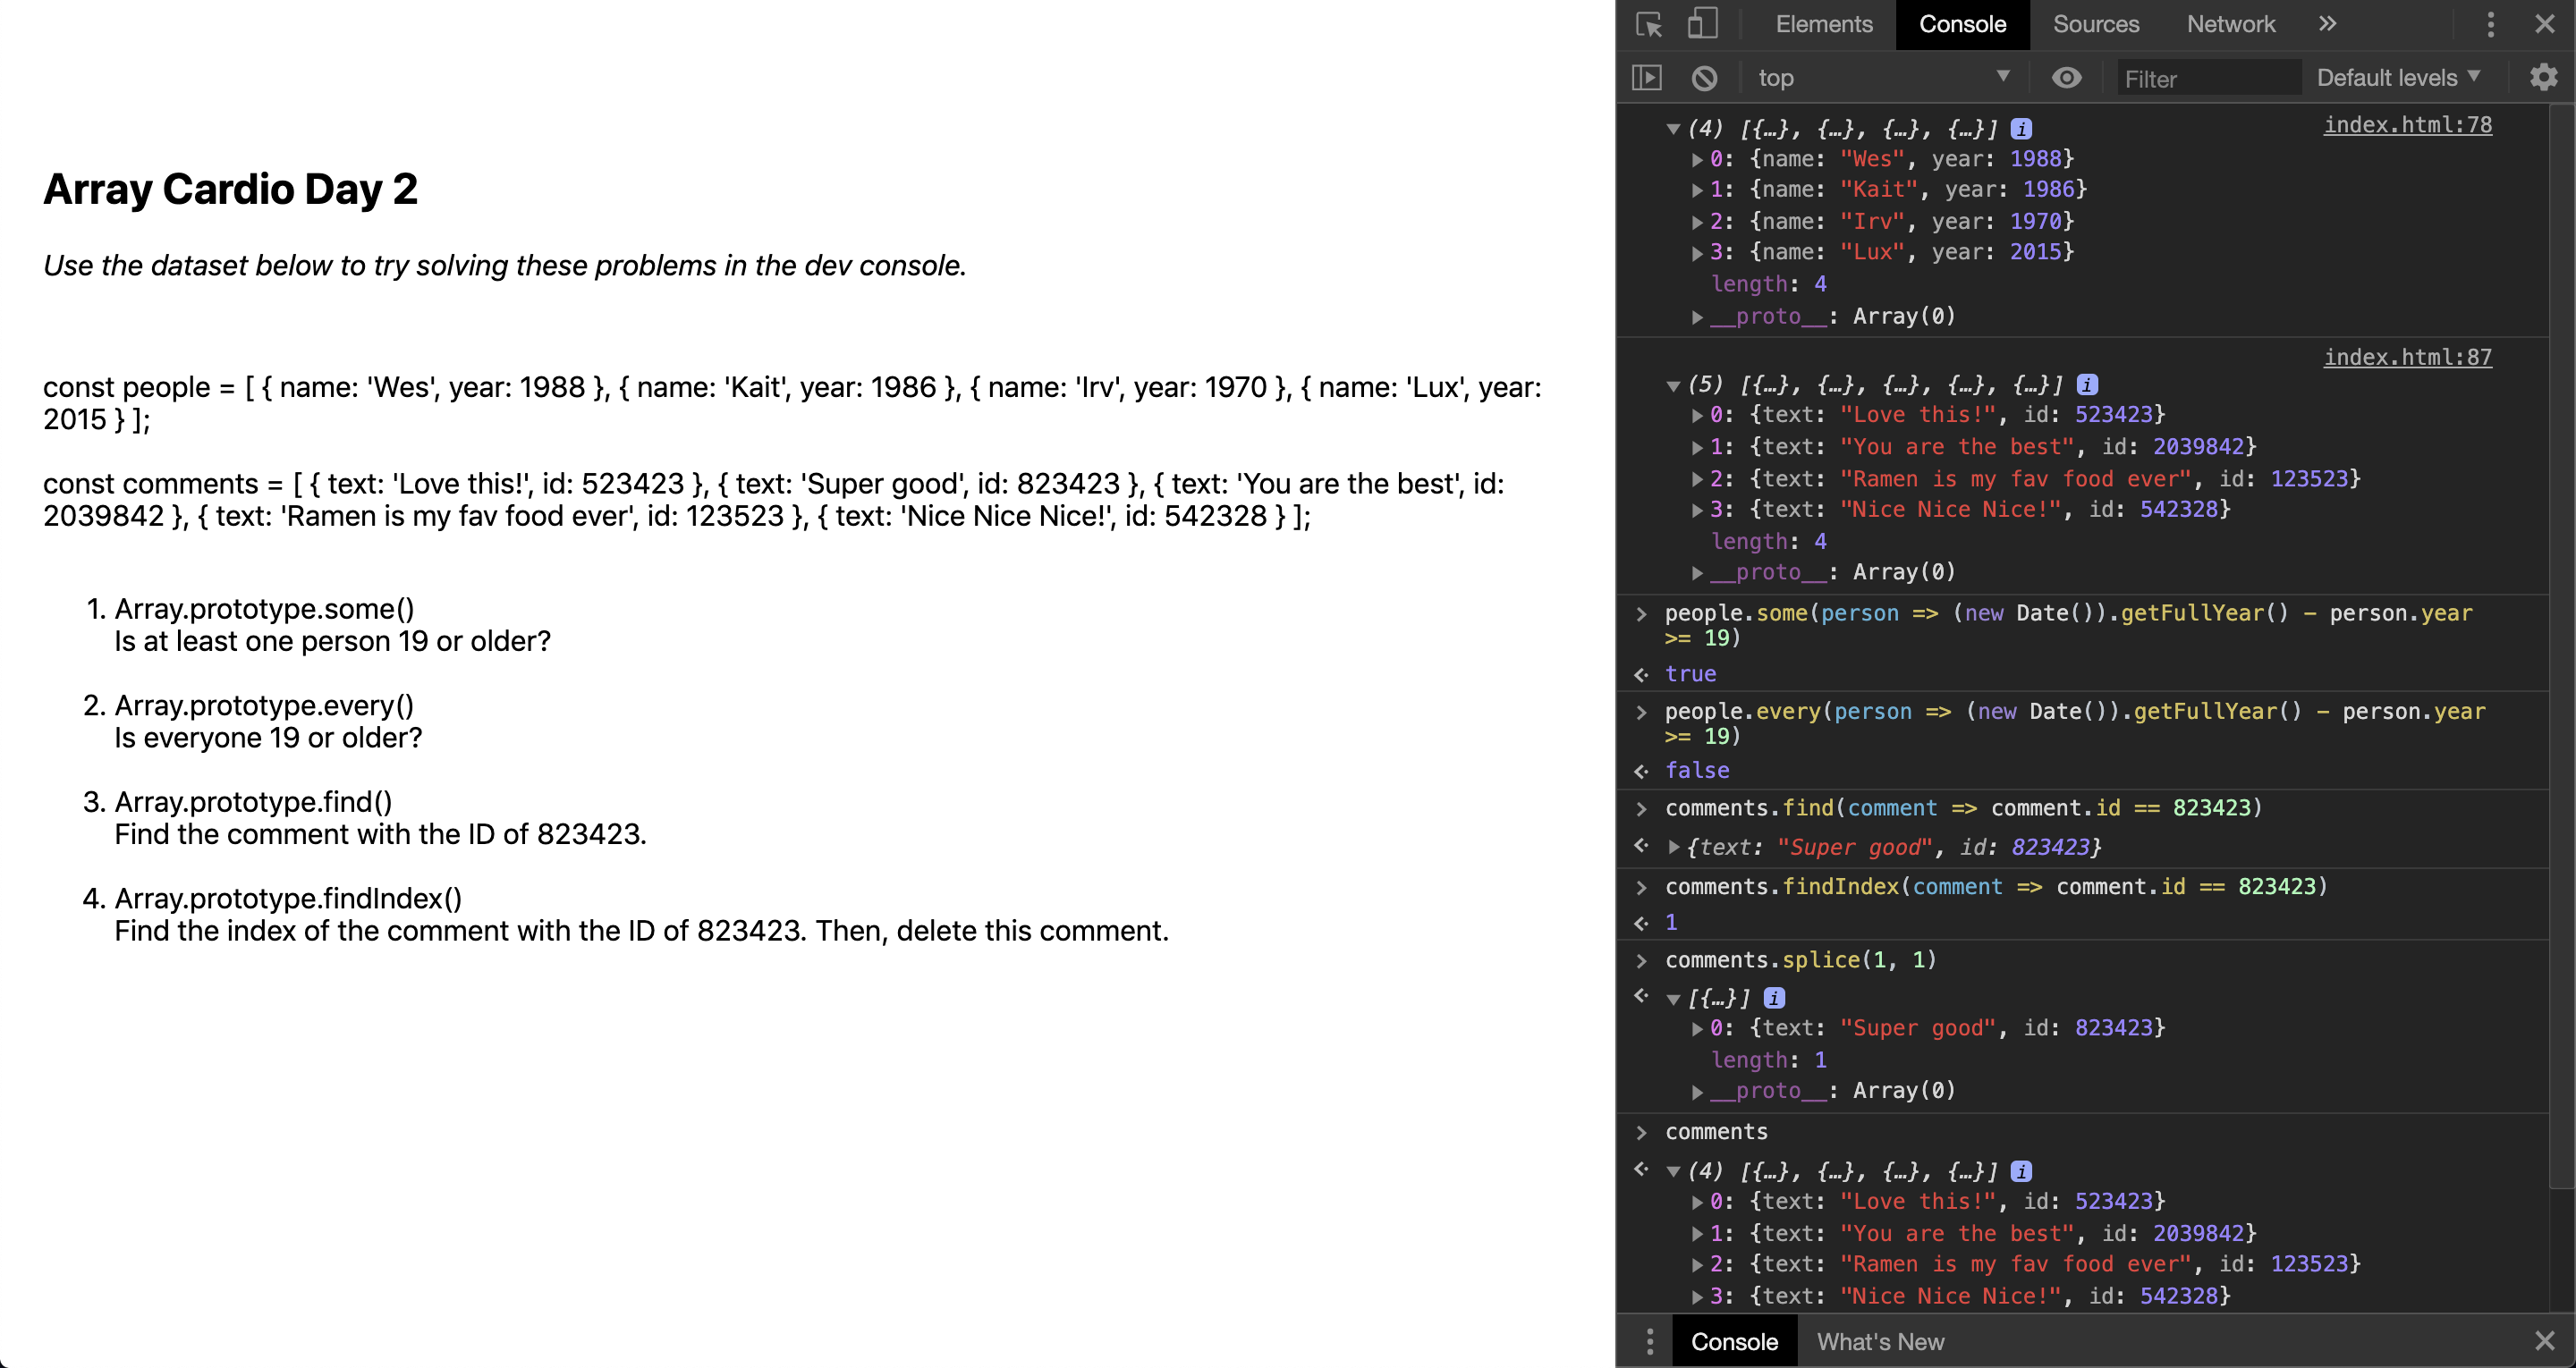 Array Cardio Day 2
Use the dataset below to try solving these problems in the dev console.
const people = [ { name: 'Wes', year: 1988 }, { name: 'Kait', year: 1986 }, { name: 'Irv', year: 1970 }, { name: 'Lux', year:
2015 } ];
const comments = [ { text: 'Love this!', id: 523423 }, { text: 'Super good', id: 823423 }, { text: 'You are the best', id:
2039842 }, { text: 'Ramen is my fav food ever', id: 123523 }, { text: 'Nice Nice Nice!', id: 542328 } ];
1. Array.prototype.some()
Is at least one person 19 or older?
2. Array.prototype.every()
Is everyone 19 or older?
3. Array.prototype.find()
Find the comment with the ID of 823423.
4. Array.prototype.findIndex()
Find the index of the comment with the ID of 823423. Then, delete this comment.
Elements Console Sources Network »
top Filter Default levels
index.html:78
(4) [{…}, {…}, {…}, {…}] i
0: {name: "Wes", year: 1988}
1: {name: "Kait", year: 1986}
2: {name: "Irv", year: 1970}
3: {name: "Lux", year: 2015}
length: 4
__proto__: Array(0)
index.html:87
(5) [{…}, {…}, {…}, {…}, {…}] i
0: {text: "Love this!", id: 523423}
1: {text: "You are the best", id: 2039842}
2: {text: "Ramen is my fav food ever", id: 123523}
3: {text: "Nice Nice Nice!", id: 542328}
length: 4
__proto__: Array(0)
> people.some(person => (new Date()).getFullYear() - person.year
>= 19)
true
> people.every(person => (new Date()).getFullYear() - person.year
>= 19)
false
> comments.find(comment => comment.id == 823423)
{text: "Super good", id: 823423}
> comments.findIndex(comment => comment.id == 823423)
1
> comments.splice(1, 1)
[{…}] i
0: {text: "Super good", id: 823423}
length: 1
__proto__: Array(0)
> comments
(4) [{…}, {…}, {…}, {…}] i
0: {text: "Love this!", id: 523423}
1: {text: "You are the best", id: 2039842}
2: {text: "Ramen is my fav food ever", id: 123523}
3: {text: "Nice Nice Nice!", id: 542328}
Console What's New